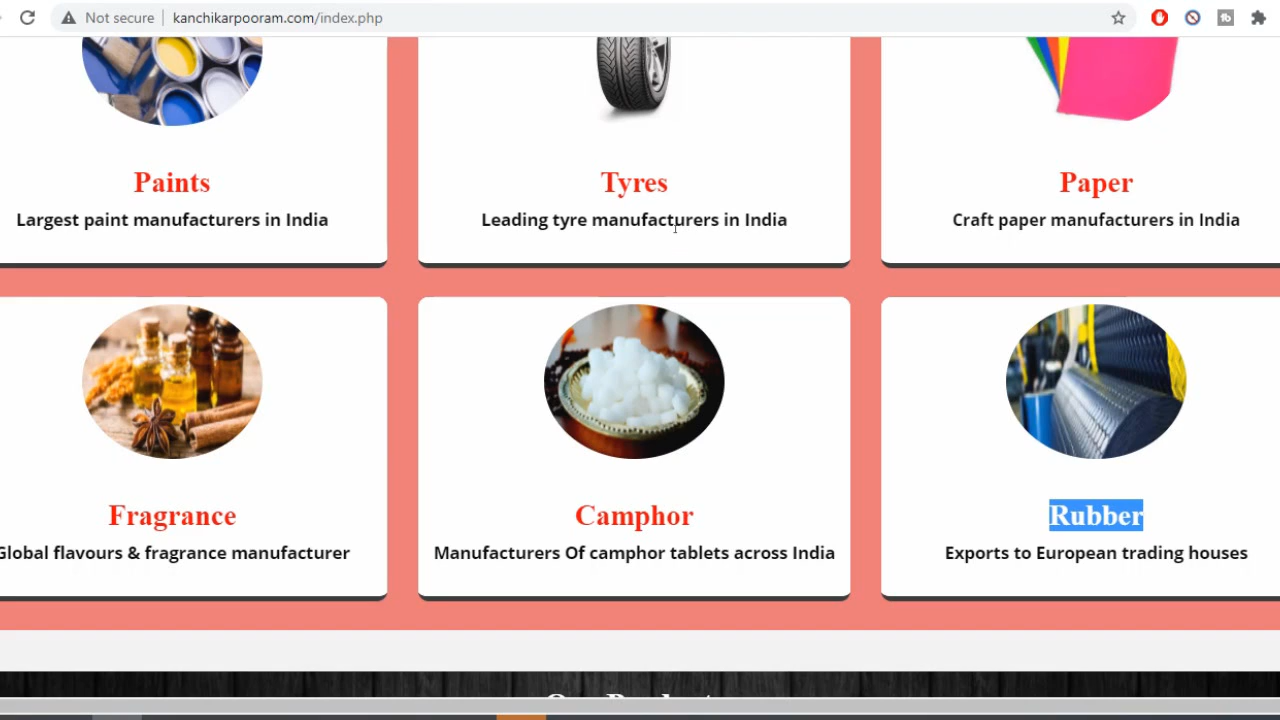 Not secure
kanchikarpooram.com/index.php
Paints
Largest paint manufacturers in India
Tyres
Leading tyre manufacturers in India
Paper
Craft paper manufacturers in India
Fragrance
Global flavours & fragrance manufacturer
Camphor
Manufacturers Of camphor tablets across India
Rubber
Exports to European trading houses